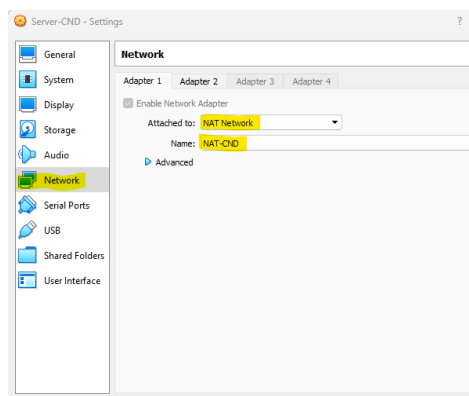 Server-CND - Settings
?
General
System
Display
Storage
Audio
Network
Serial Ports
USB
Shared Folders
User Interface
Network
Adapter 1 Adapter 2 Adapter 3 Adapter 4
Enable Network Adapter
Attached to: NAT Network
Name: NAT-CND
Advanced